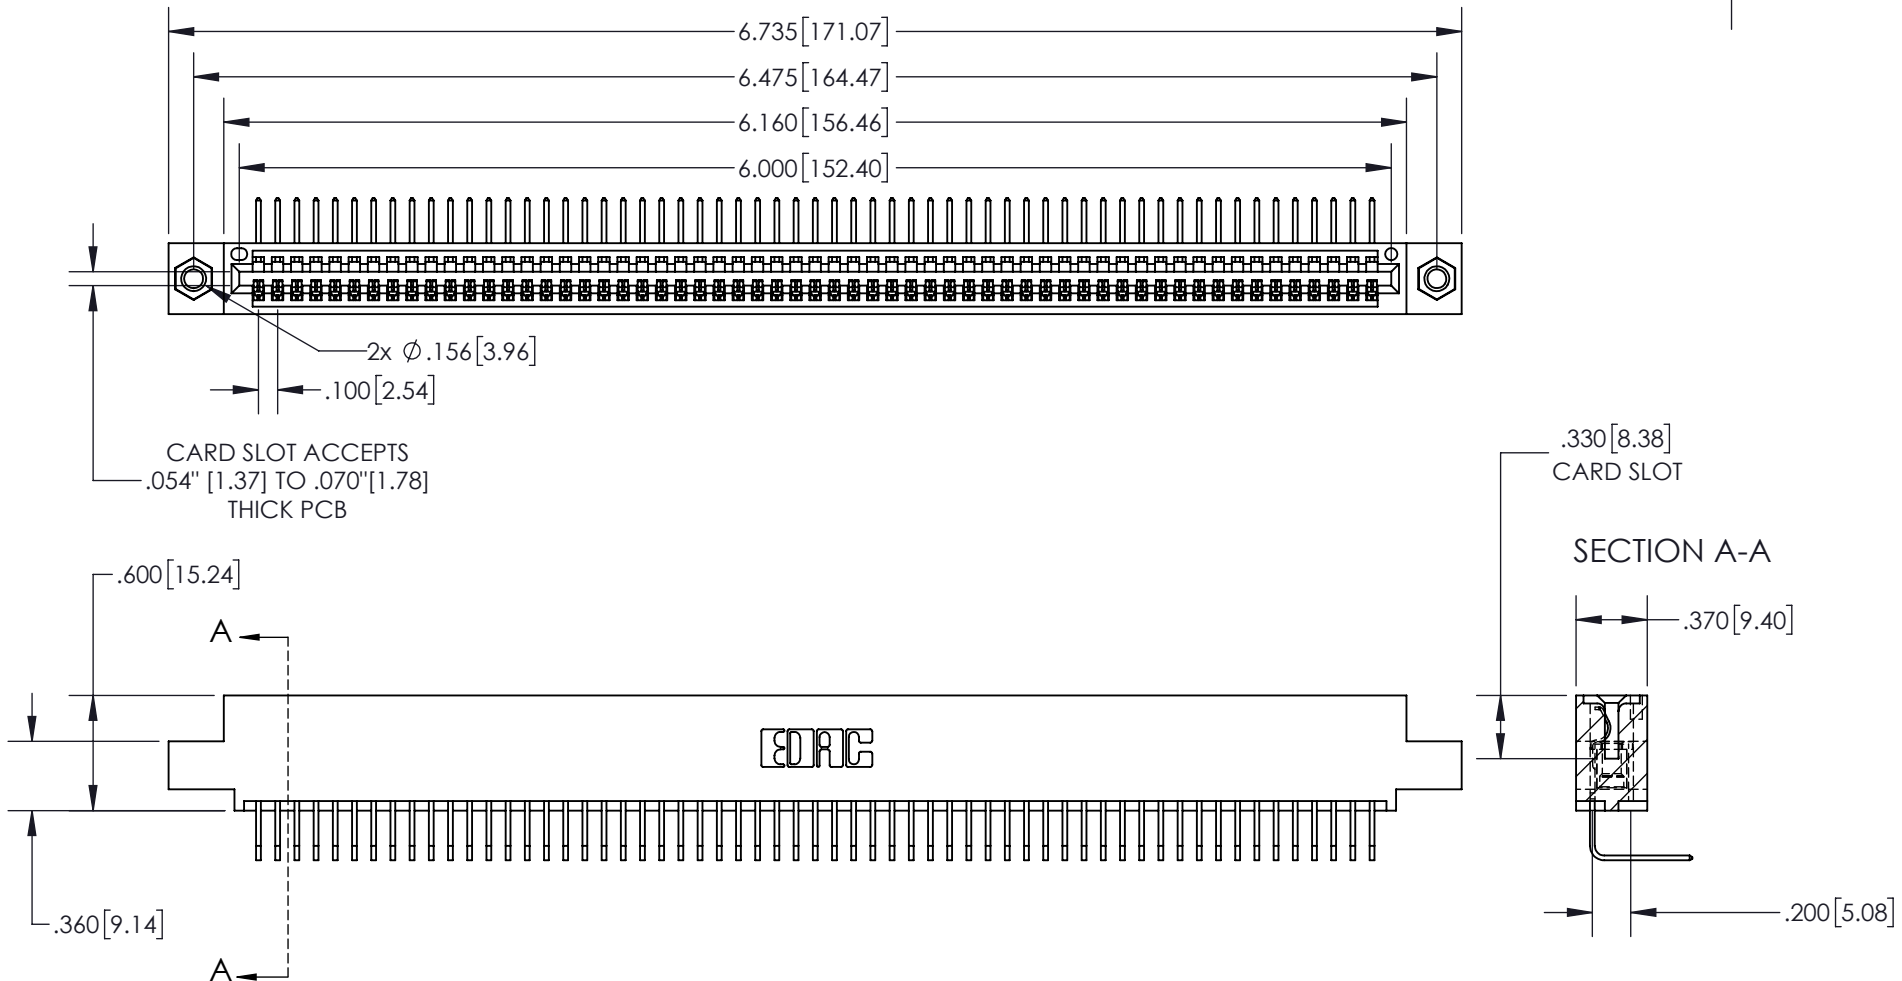 6.735[171.07]
6.475[164.47]
6.160[156.46]
6.000[152.40]
2x ∅.156[3.96]
.100[2.54]
CARD SLOT ACCEPTS
.054" [1.37] TO .070"[1.78]
THICK PCB
.330[8.38]
CARD SLOT
SECTION A-A
.600[15.24]
.370[9.40]
A
EDAC
.360[9.14]
.200[5.08]
A